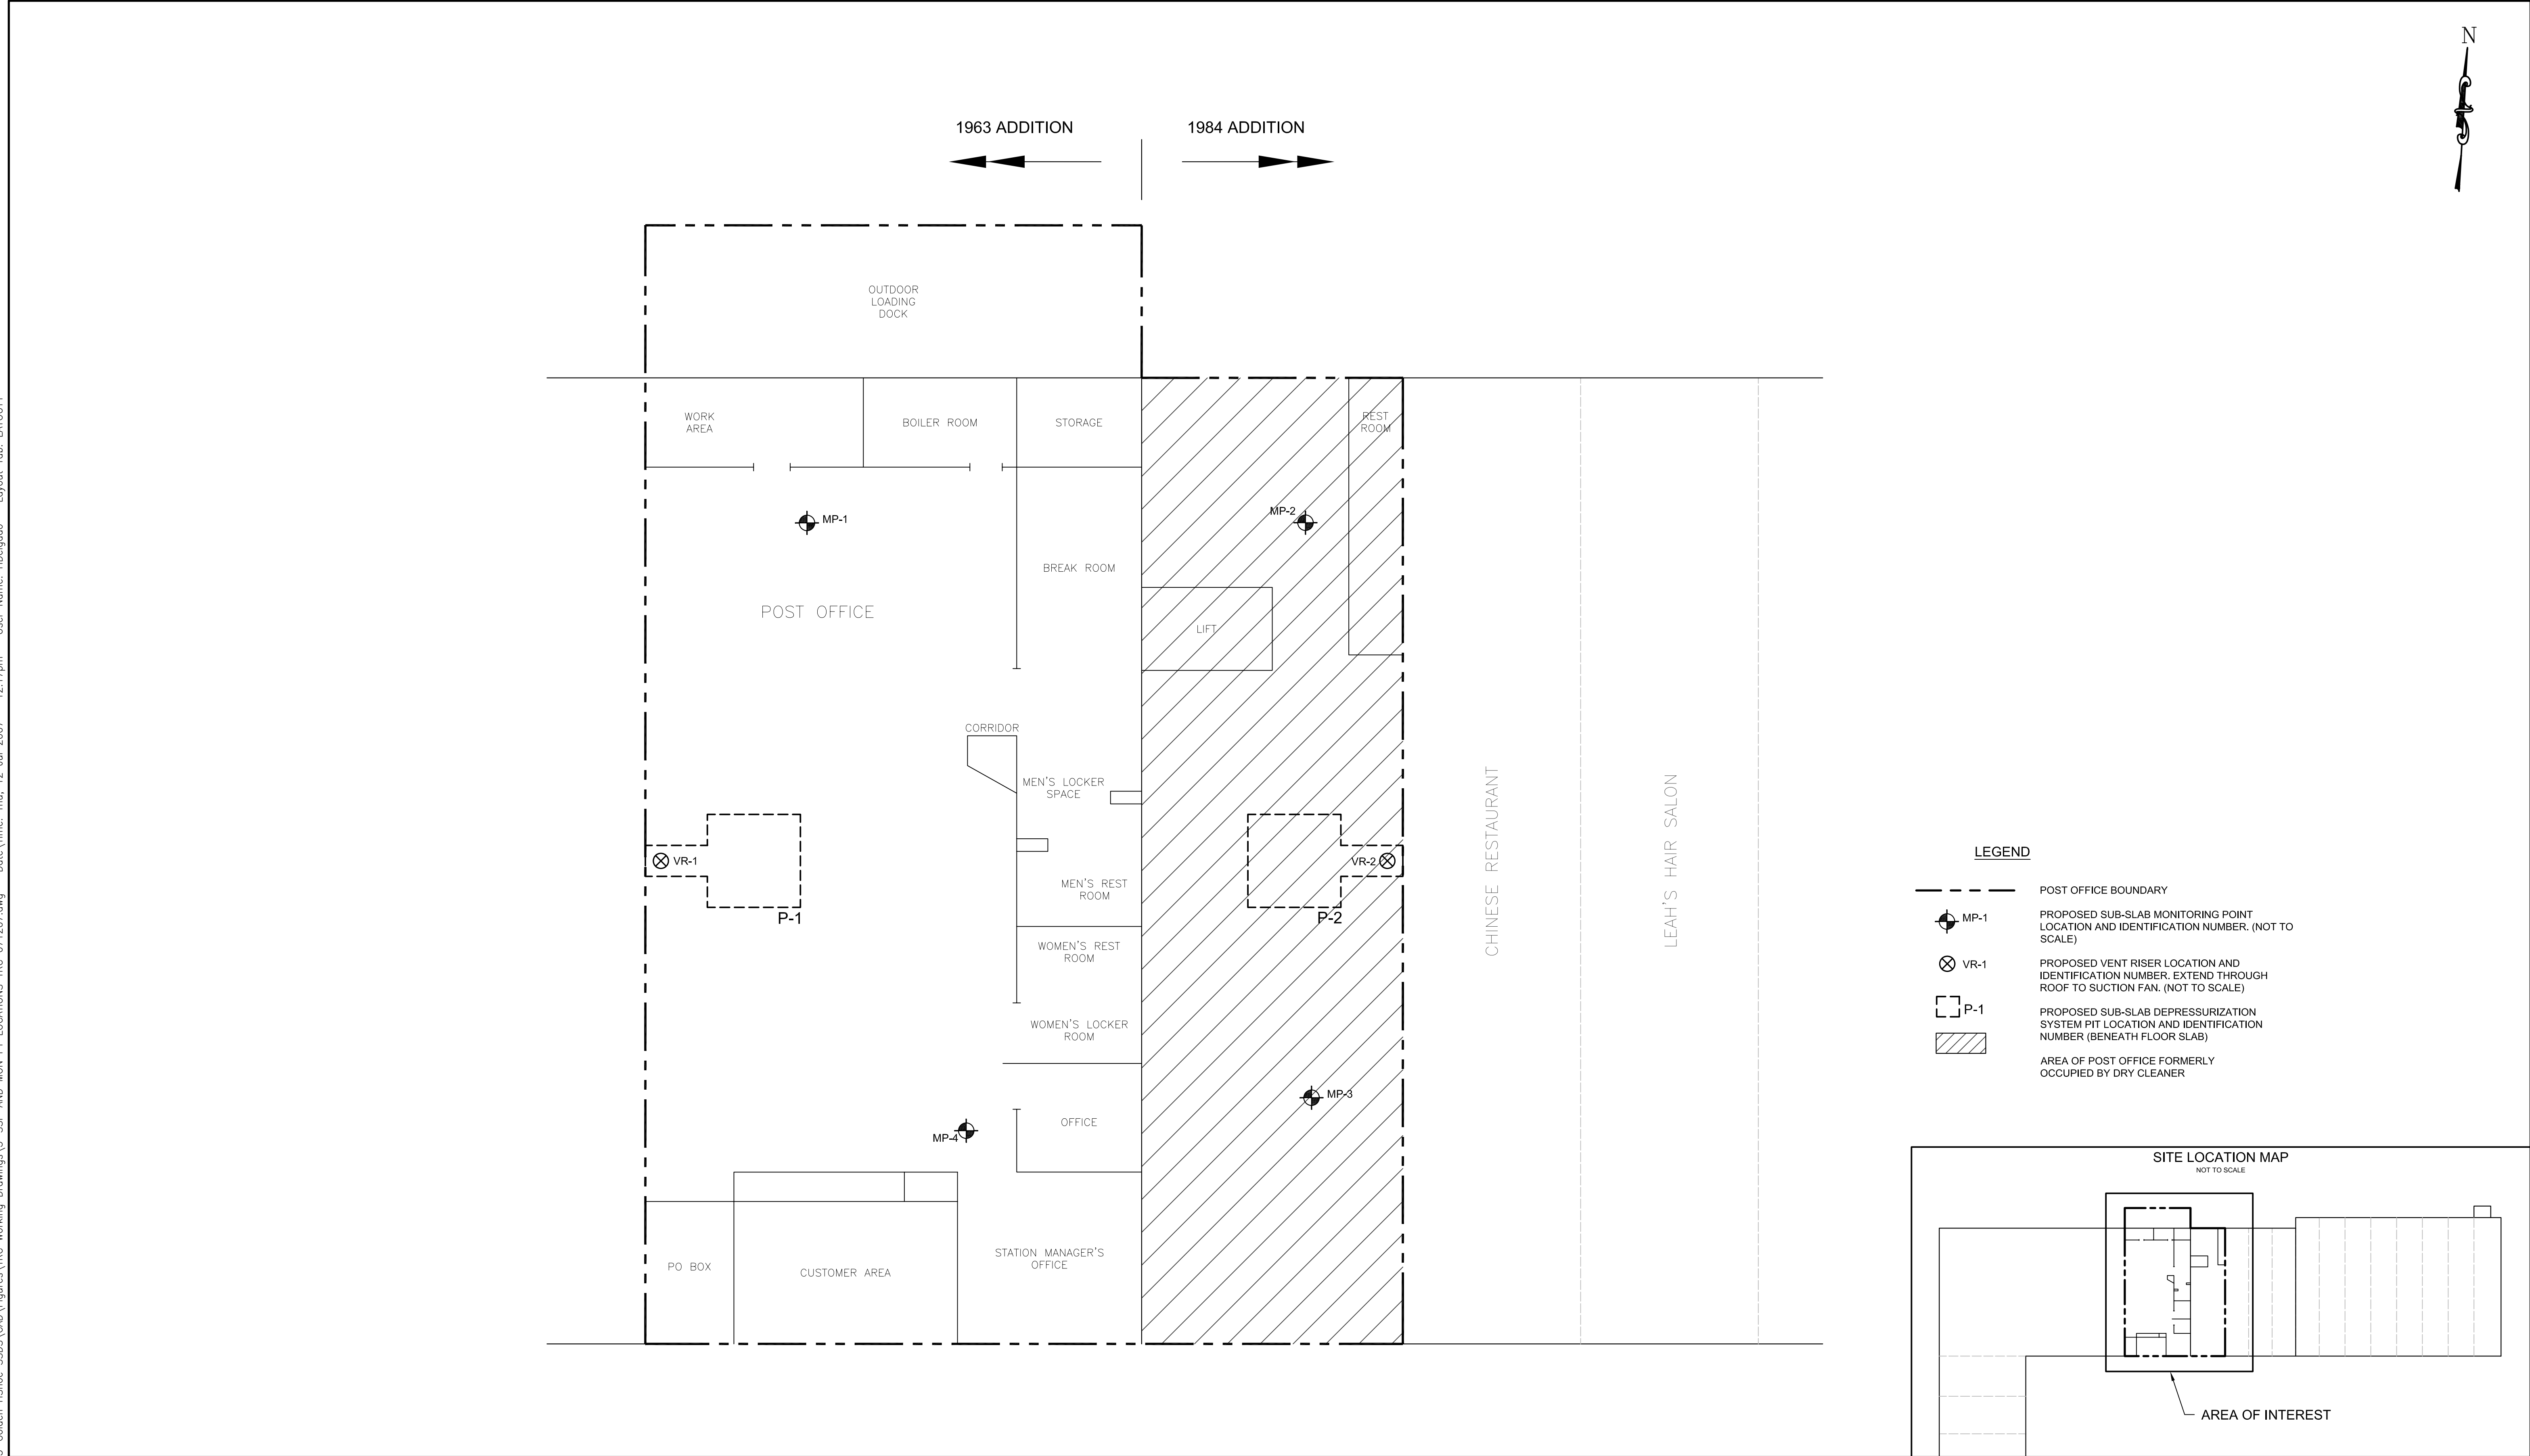 N
1963 ADDITION
1984 ADDITION
OUTDOOR
LOADING
DOCK
WORK
AREA
BOILER ROOM
STORAGE
REST
ROOM
MP-1
MP-2
BREAK ROOM
POST OFFICE
LIFT
CORRIDOR
MEN'S LOCKER
SPACE
VR-1
P-1
MEN'S REST
ROOM
VR-2
P-2
WOMEN'S REST
ROOM
WOMEN'S LOCKER
ROOM
MP-3
OFFICE
MP-4
STATION MANAGER'S
OFFICE
PO BOX
CUSTOMER AREA
CHINESE RESTAURANT
LEAH'S HAIR SALON
LEGEND
POST OFFICE BOUNDARY
MP-1
PROPOSED SUB-SLAB MONITORING POINT
LOCATION AND IDENTIFICATION NUMBER. (NOT TO
SCALE)
VR-1
PROPOSED VENT RISER LOCATION AND
IDENTIFICATION NUMBER. EXTEND THROUGH
ROOF TO SUCTION FAN. (NOT TO SCALE)
P-1
PROPOSED SUB-SLAB DEPRESSURIZATION
SYSTEM PIT LOCATION AND IDENTIFICATION
NUMBER (BENEATH FLOOR SLAB)
AREA OF POST OFFICE FORMERLY
OCCUPIED BY DRY CLEANER
SITE LOCATION MAP
NOT TO SCALE
AREA OF INTEREST